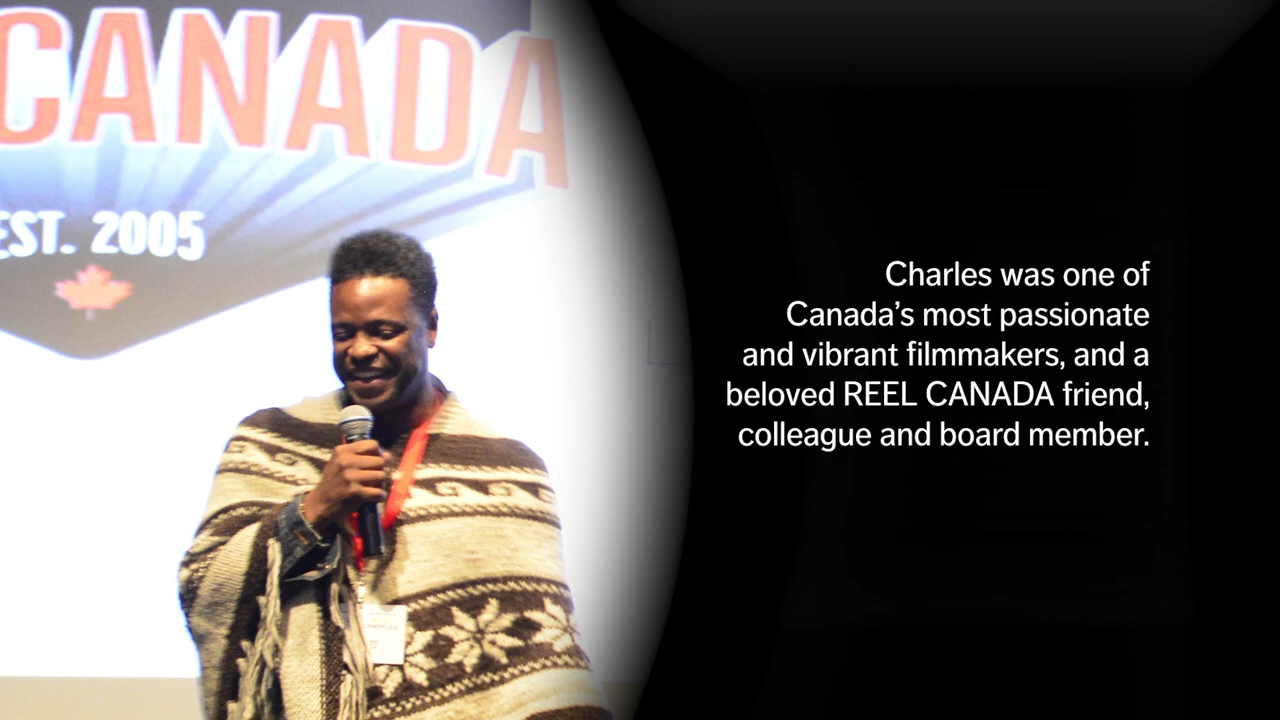 CANADA
EST. 2005
Charles was one of
Canada’s most passionate
and vibrant filmmakers, and a
beloved REEL CANADA friend,
colleague and board member.